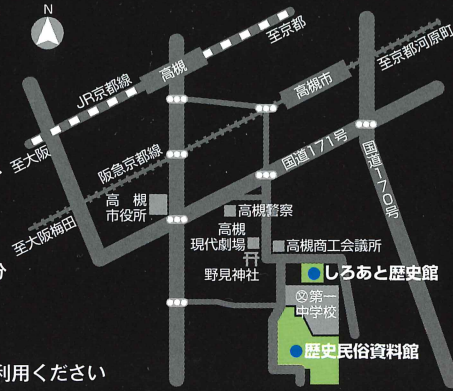 N
至京都
高槻
JR京都線
至京都河原町
高槻市
至大阪
阪急京都線
国道171号
国道170号
高槻
市役所
高槻警察
至大阪梅田
高槻
現代劇場
高槻商工会議所
野見神社
しろあと歴史館
文第一
中学校
歴史民俗資料館
利用ください